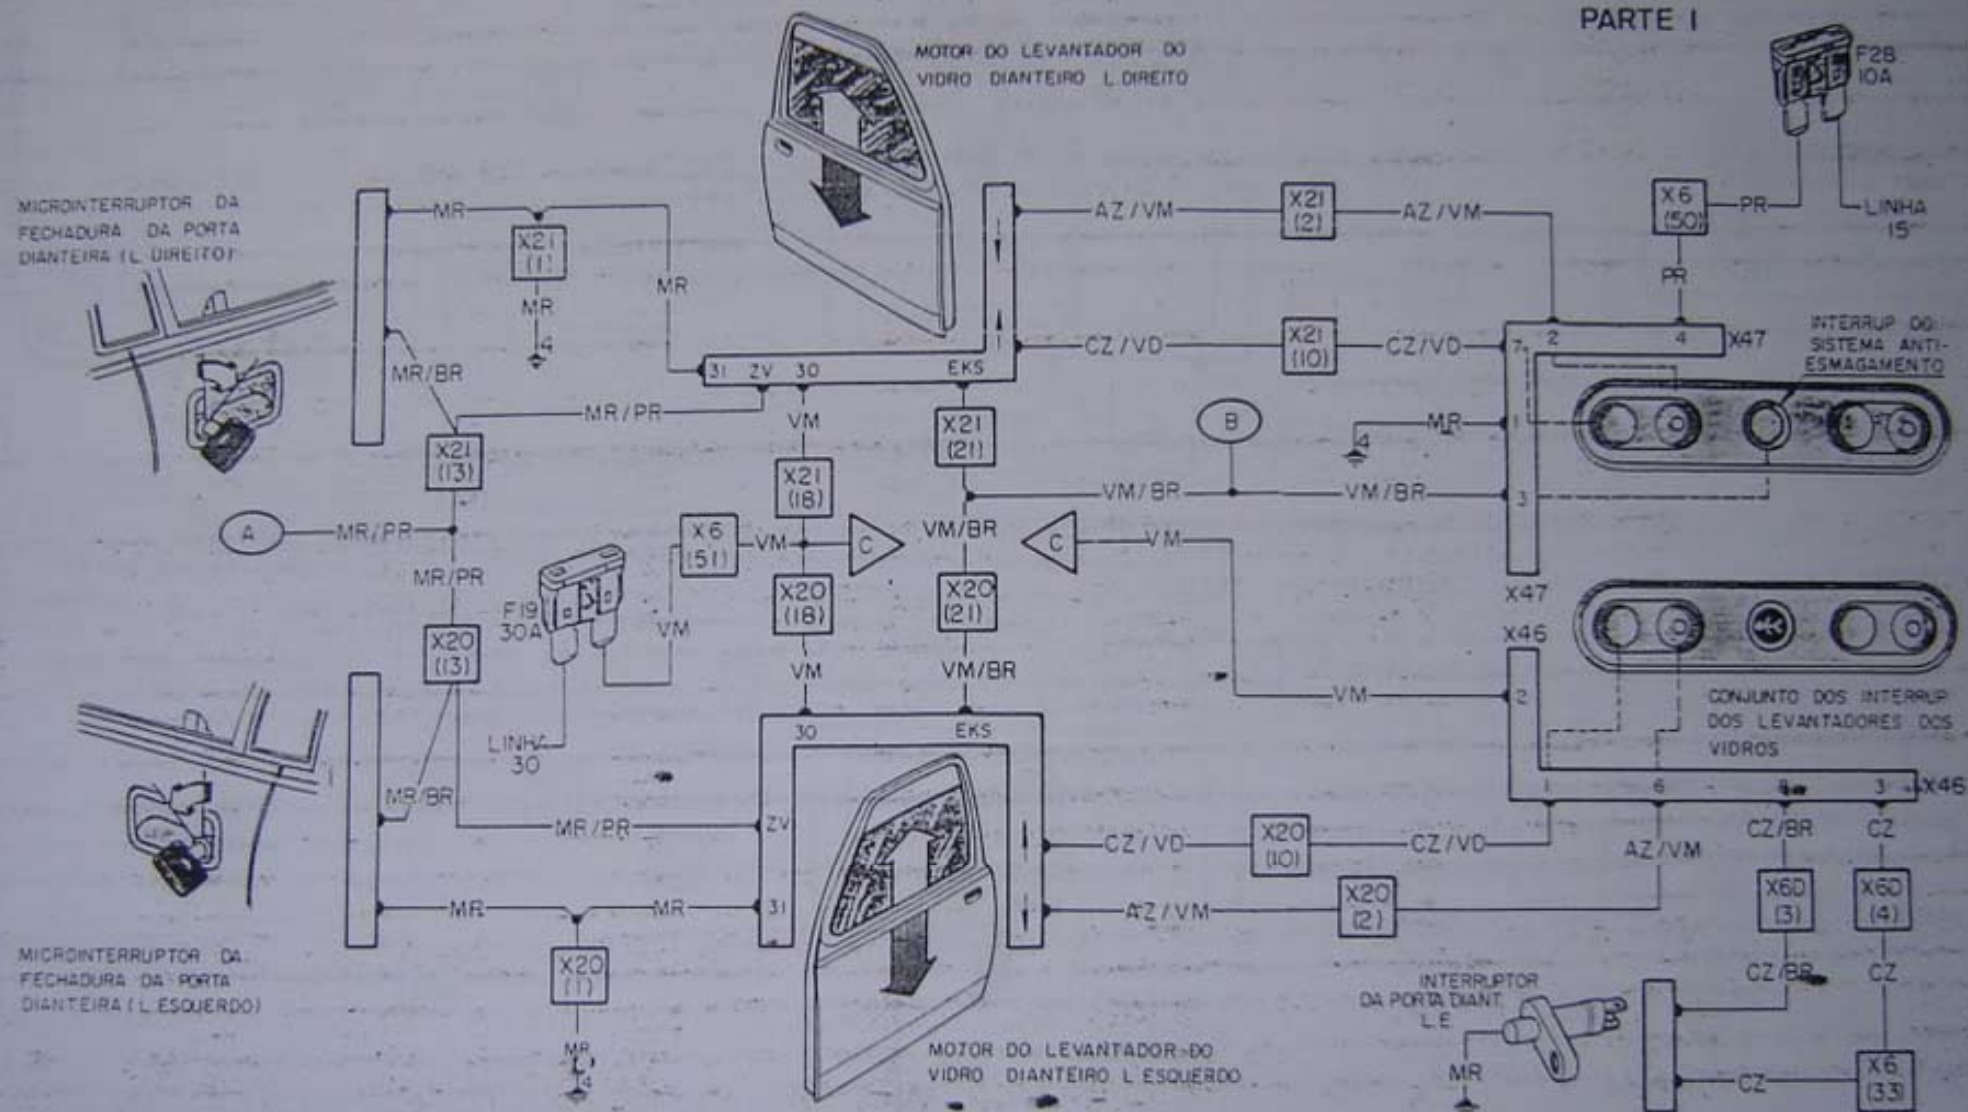 PARTE I
MOTOR DO LEVANTADOR DO
VIDRO DIANTEIRO L.DIREITO
F28
10A
MICROINTERRUPTOR DA
FECHADURA DA PORTA
DIANTEIRA (L. DIREITO)
MR
X21
(1)
MR
4
MR
AZ/VM
X21
(2)
AZ/VM
X6
(50)
PR
LINHA
15
PR
CZ/VD
X21
(10)
CZ/VD
7
2
4
X47
INTERRUP DO
SISTEMA ANTI-
ESMAGAMENTO
MR/BR
31
ZV
30
EKS
MR/PR
VM
X21
(13)
X21
(18)
X21
(21)
B
4
MR
1
VM/BR
VM/BR
3
A
MR/PR
X6
(51)
VM
C
VM/BR
C
VM
MR/PR
F19
30A
VM
X20
(18)
X20
(21)
X47
X46
X20
(13)
VM
VM/BR
VM
2
CONJUNTO DOS INTERRUP
DOS LEVANTADORES DOS
VIDROS
LINHA
30
30
EKS
MR/BR
1
6
8
3
X46
MR/PR
ZV
CZ/VD
X20
(10)
CZ/VD
AZ/VM
CZ/BR
CZ
MR
MR
31
AZ/VM
X20
(2)
X6D
(3)
X6D
(4)
MICROINTERRUPTOR DA
FECHADURA DA PORTA
DIANTEIRA (L.ESQUERDO)
X20
(1)
MR
4
INTERRUPTOR
DA PORTA DIANT.
L.E
CZ/BR
CZ
MOTOR DO LEVANTADOR DO
VIDRO DIANTEIRO L.ESQUERDO
MR
CZ
X6
(33)